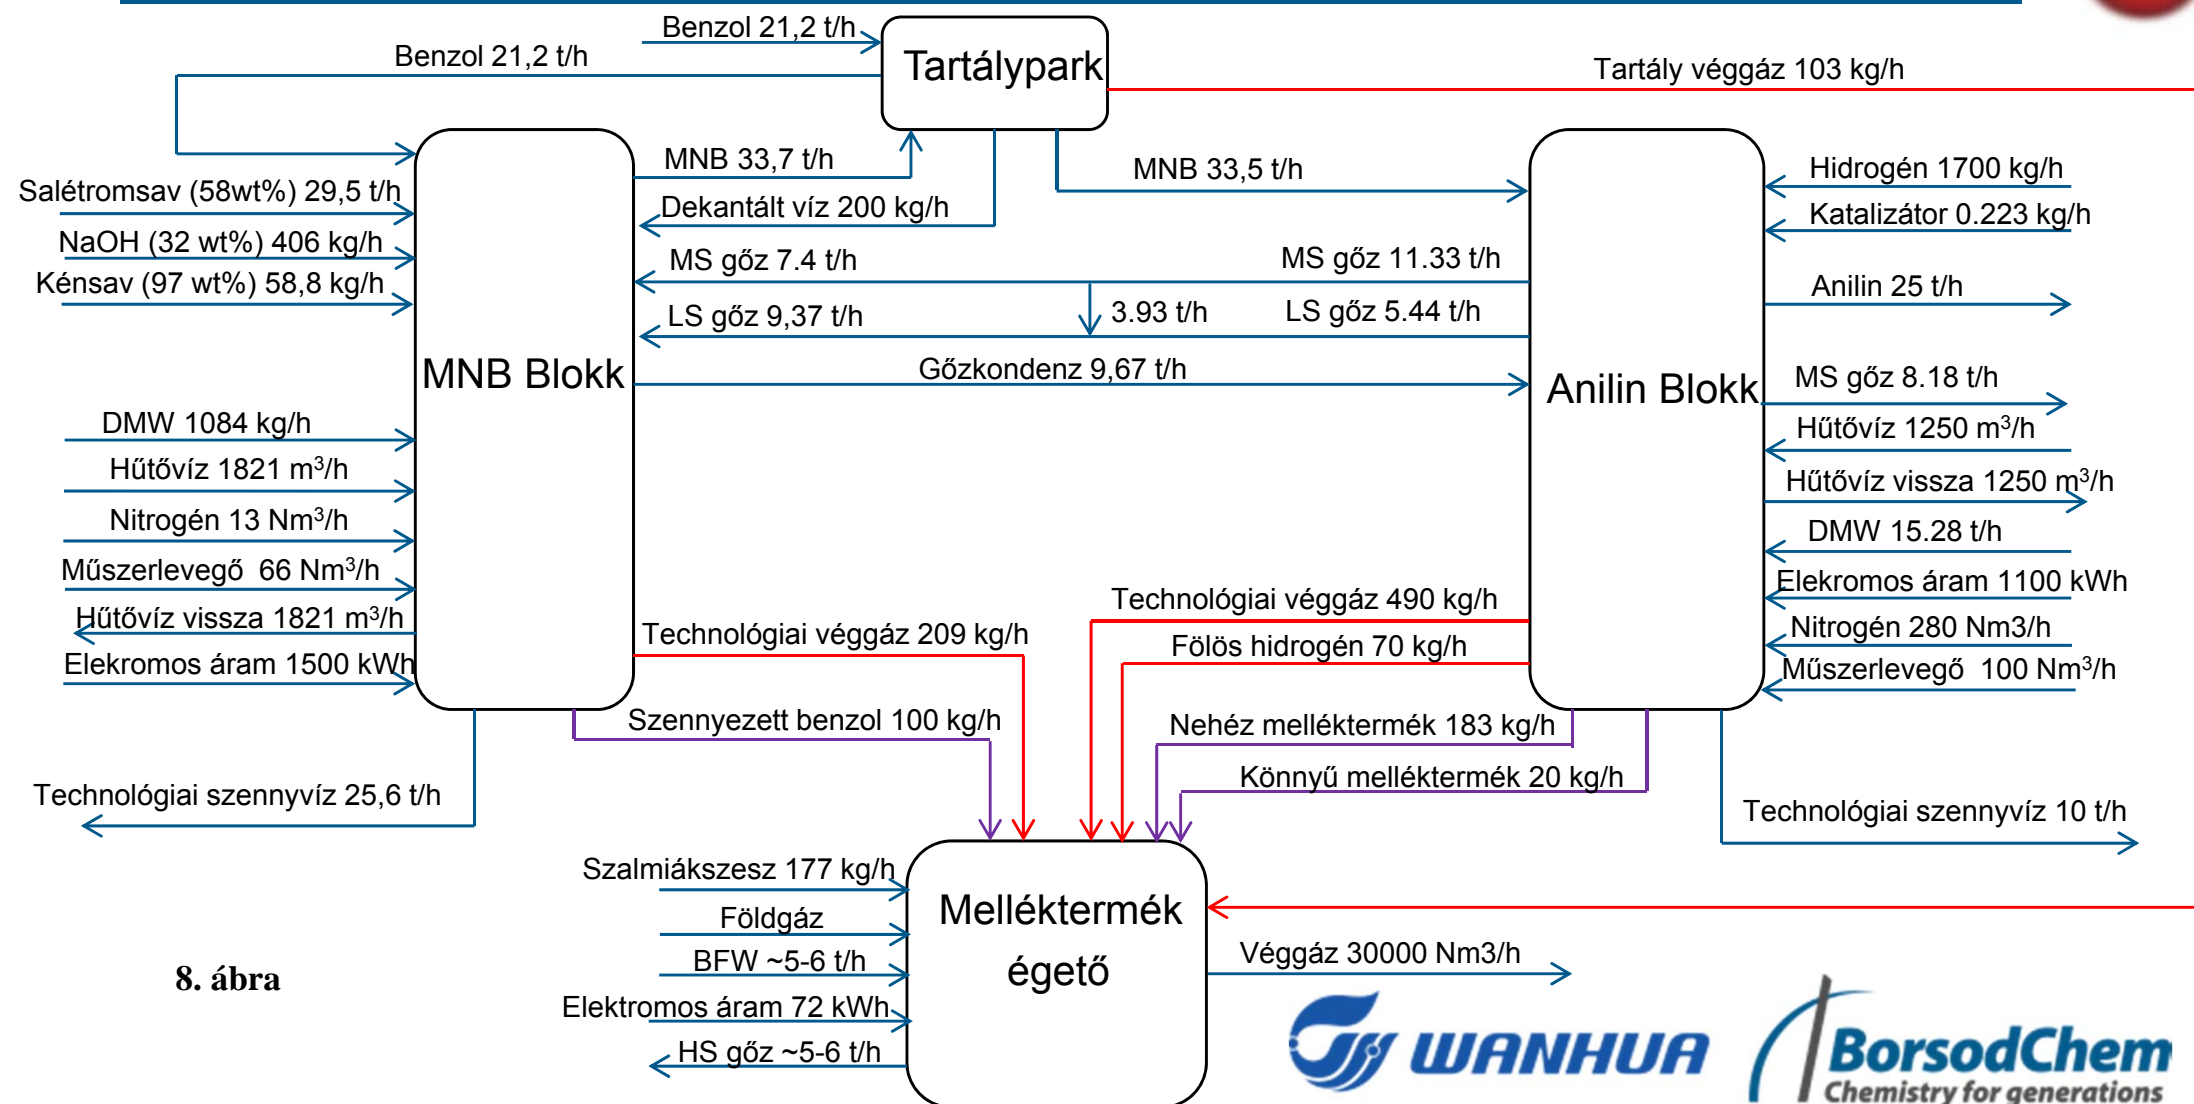 Benzol 21,2 t/h
Benzol 21,2 t/h
Tartálypark
Tartály véggáz 103 kg/h
Salétromsav (58wt%) 29,5 t/h
NaOH (32 wt%) 406 kg/h
Kénsav (97 wt%) 58,8 kg/h
MNB Blokk
DMW 1084 kg/h
Hűtővíz 1821 m³/h
Nitrogén 13 Nm³/h
Műszerlevegő 66 Nm³/h
Hűtővíz vissza 1821 m³/h
Elekromos áram 1500 kWh
Technológiai szennyvíz 25,6 t/h
MNB 33,7 t/h
MNB 33,5 t/h
Dekantált víz 200 kg/h
MS gőz 7.4 t/h
MS gőz 11.33 t/h
LS gőz 9,37 t/h
3.93 t/h
LS gőz 5.44 t/h
Gőzkondenz 9,67 t/h
Technológiai véggáz 490 kg/h
Technológiai véggáz 209 kg/h
Fölös hidrogén 70 kg/h
Szennyezett benzol 100 kg/h
Nehéz melléktermék 183 kg/h
Könnyű melléktermék 20 kg/h
Anilin Blokk
Hidrogén 1700 kg/h
Katalizátor 0.223 kg/h
Anilin 25 t/h
MS gőz 8.18 t/h
Hűtővíz 1250 m³/h
Hűtővíz vissza 1250 m³/h
DMW 15.28 t/h
Elekromos áram 1100 kWh
Nitrogén 280 Nm3/h
Műszerlevegő 100 Nm³/h
Technológiai szennyvíz 10 t/h
Szalmiákszesz 177 kg/h
Földgáz
BFW ~5-6 t/h
Elektromos áram 72 kWh
HS gőz ~5-6 t/h
Melléktermék
égető
Véggáz 30000 Nm3/h
8. ábra
WANHUA
BorsodChem
Chemistry for generations